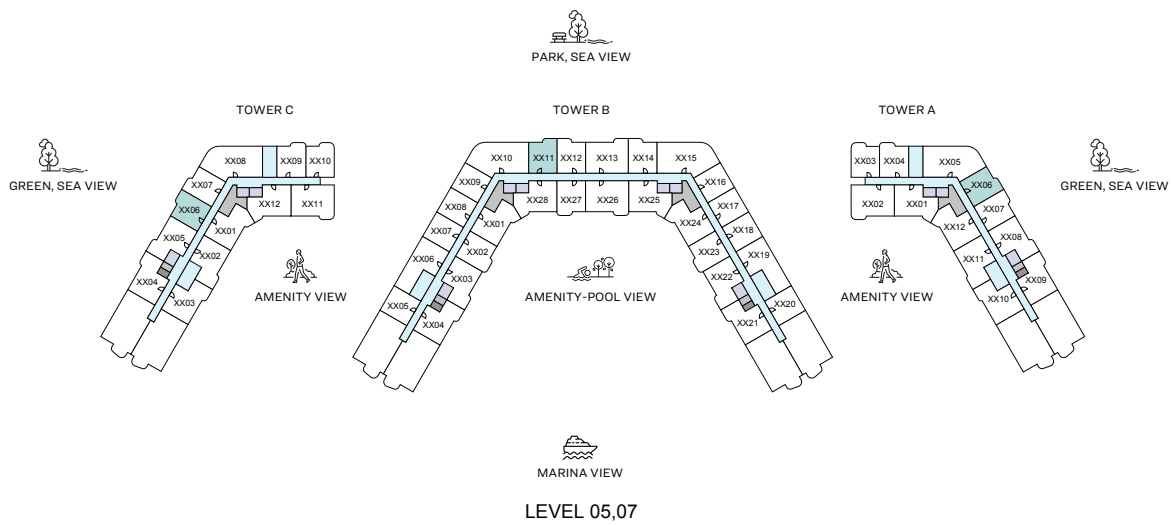 PARK, SEA VIEW
TOWER C
TOWER B
TOWER A
GREEN, SEA VIEW
GREEN, SEA VIEW
XX08
XX09
XX10
XX07
XX06
XX12
XX11
XX05
XX01
XX02
XX04
XX03
XX10
XX11
XX12
XX13
XX14
XX15
XX09
XX28
XX27
XX26
XX25
XX16
XX08
XX01
XX24
XX17
XX07
XX02
XX23
XX18
XX06
XX03
XX22
XX19
XX05
XX04
XX21
XX20
XX03
XX04
XX05
XX06
XX02
XX01
XX12
XX07
XX11
XX08
XX10
XX09
AMENITY VIEW
AMENITY-POOL VIEW
AMENITY VIEW
MARINA VIEW
LEVEL 05,07